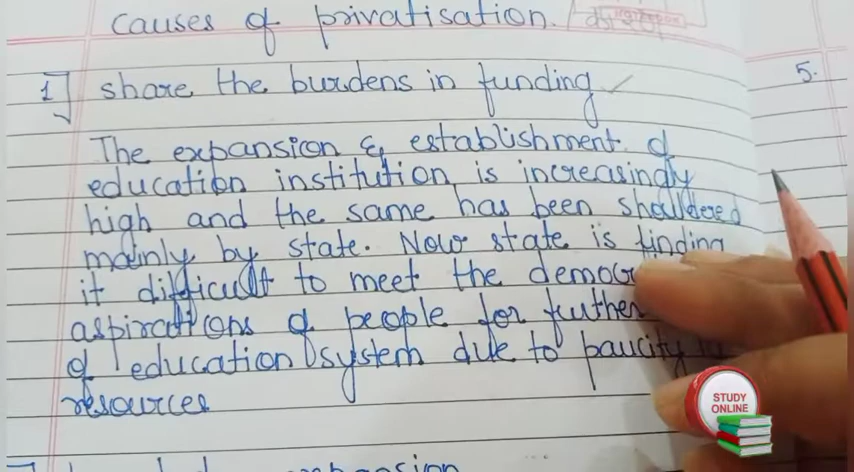 causes of privatisation.
1] share the burdens in funding
5.
The expansion & establishment of
education institution is increasingly
high and the same has been shouldered
mainly by state. Now state is finding
it difficult to meet the democr
aspirations of people for further
of education system due to paucity
resources
STUDY
ONLINE
expansion